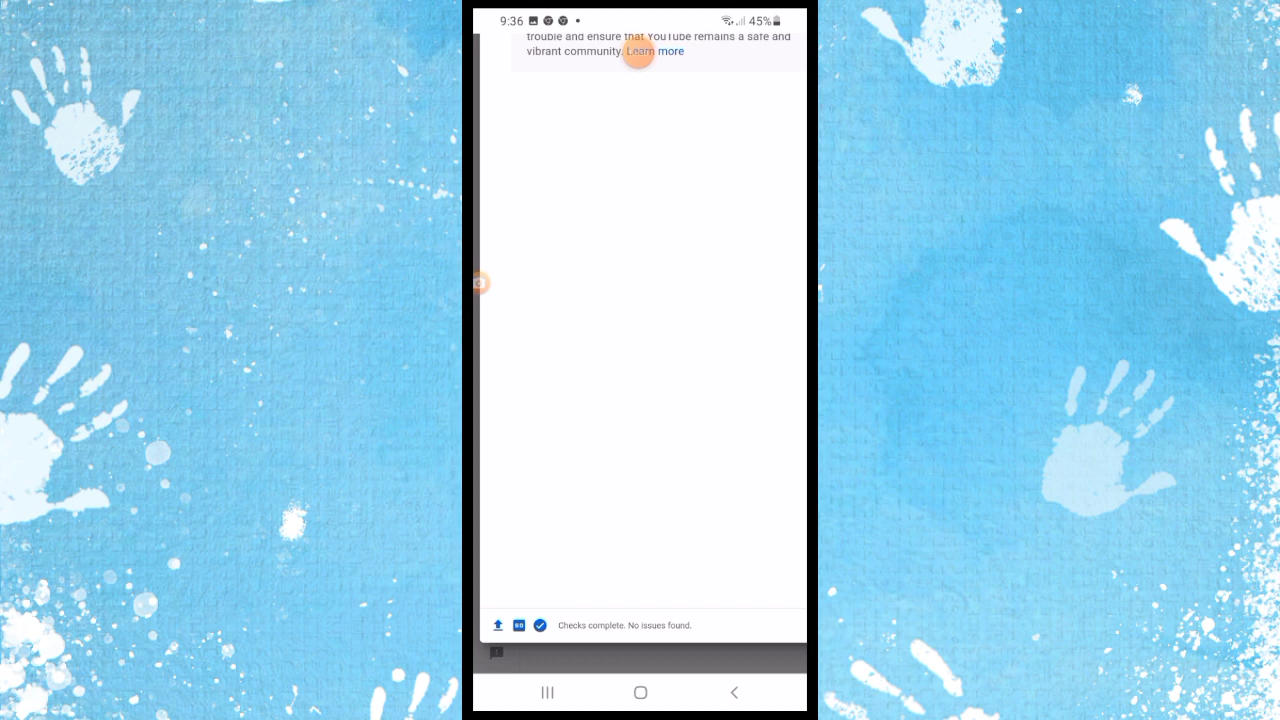 9:36
45%
trouble and ensure that YouTube remains a safe and
vibrant community. Learn more
Checks complete. No issues found.